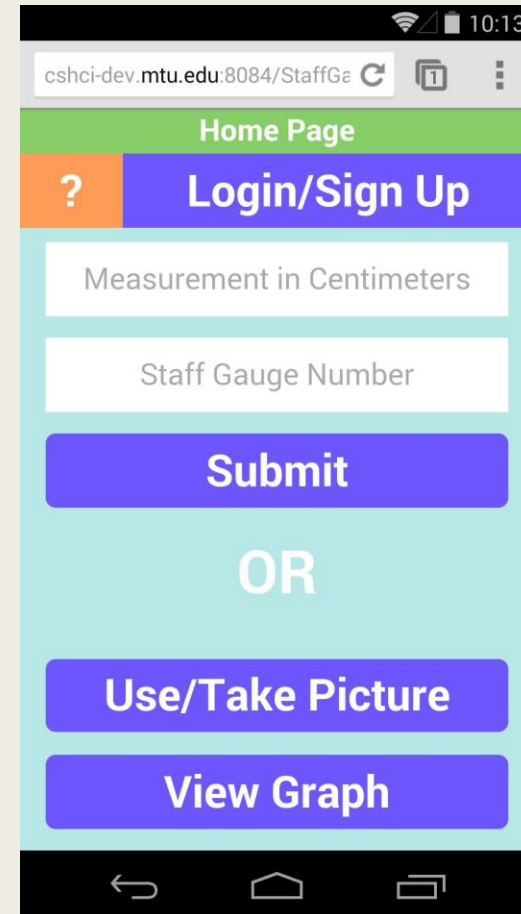 10:13
cshci-dev.mtu.edu:8084/StaffGa
1
Home Page
? Login/Sign Up
Measurement in Centimeters
Staff Gauge Number
Submit
OR
Use/Take Picture
View Graph